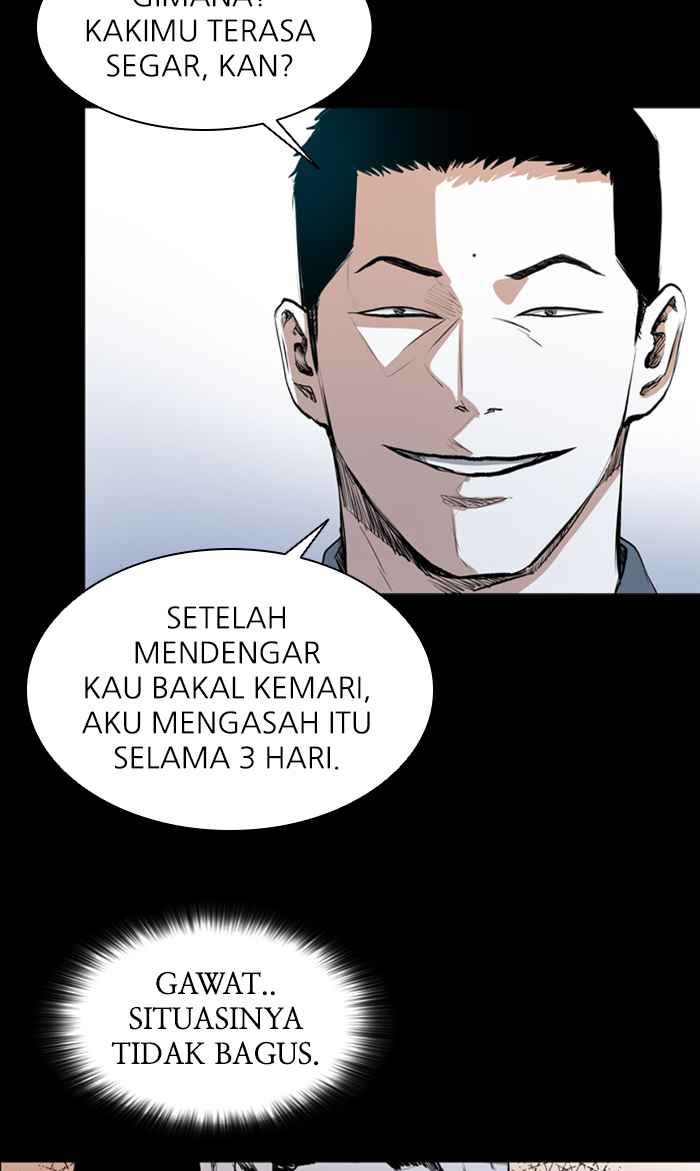 GIMANA?
KAKIMU TERASA
SEGAR, KAN?
SETELAH
MENDENGAR
KAU BAKAL KEMARI,
AKU MENGASAH ITU
SELAMA 3 HARI.
GAWAT..
SITUASINYA
TIDAK BAGUS.